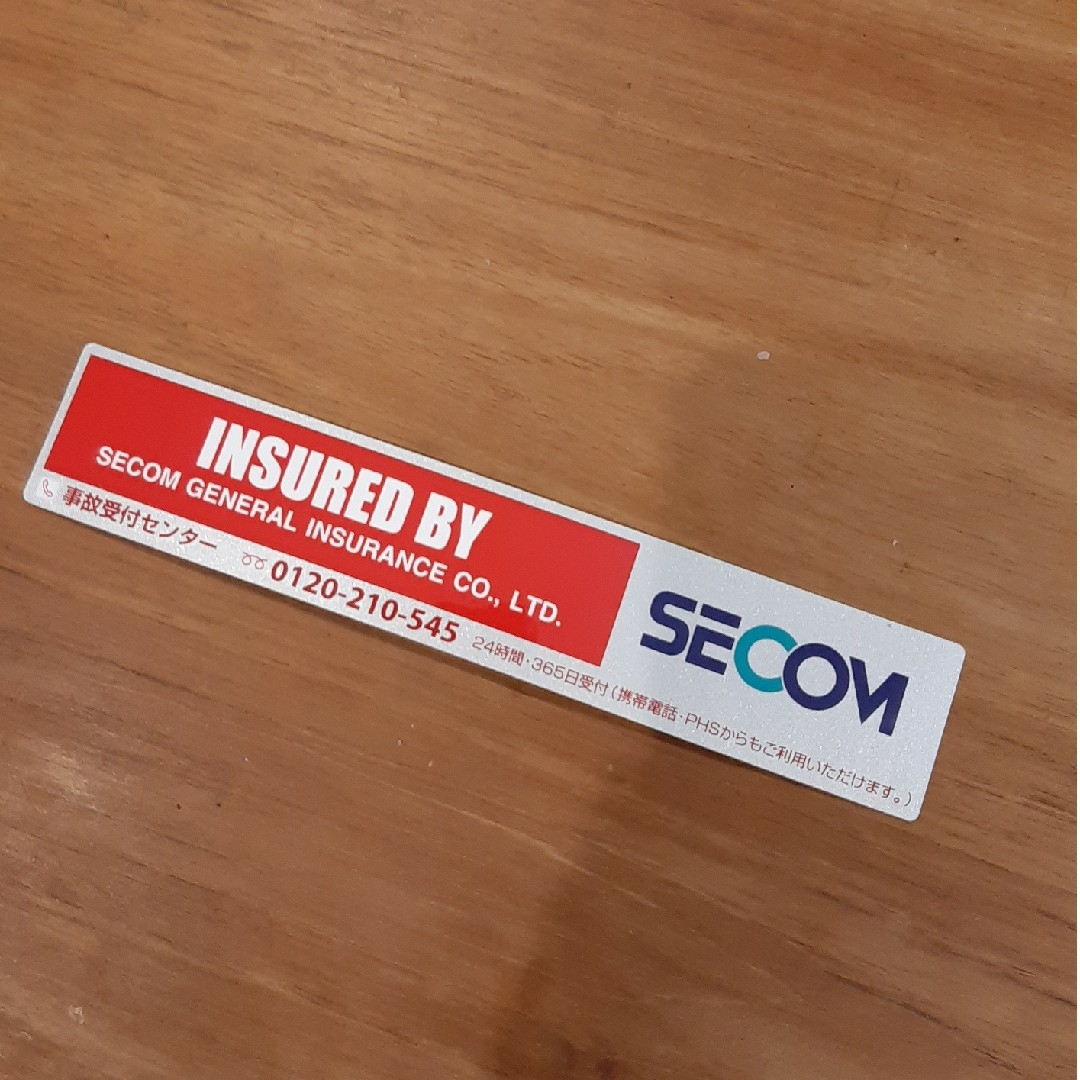 INSURED BY
SECOM GENERAL INSURANCE CO., LTD.
事故受付センター 0120-210-545 24時間・365日受付(携帯電話・PHSからもご利用いただけます。)
SECOM